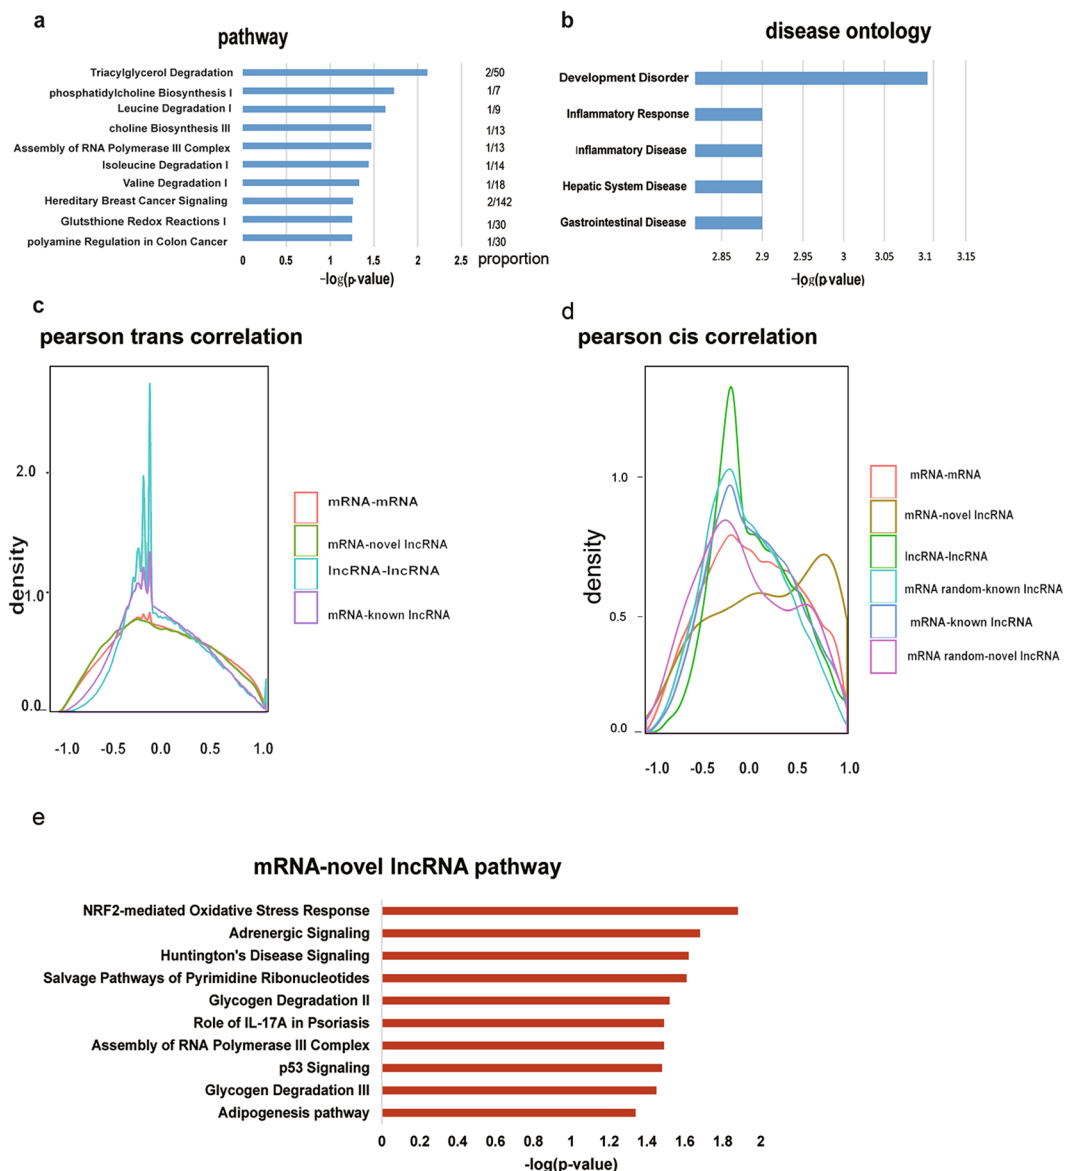 a
pathway
Triacylglycerol Degradation 2/50
phosphatidylcholine Biosynthesis I 1/7
Leucine Degradation I 1/9
choline Biosynthesis III 1/13
Assembly of RNA Polymerase III Complex 1/13
Isoleucine Degradation I 1/14
Valine Degradation I 1/18
Hereditary Breast Cancer Signaling 2/142
Glutsthione Redox Reactions I 1/30
polyamine Regulation in Colon Cancer 1/30
0 0.5 1 1.5 2 2.5 proportion
-log(p-value)
b
disease ontology
Development Disorder
Inflammatory Response
Inflammatory Disease
Hepatic System Disease
Gastrointestinal Disease
2.85 2.9 2.95 3 3.05 3.1 3.15
-log(p-value)
c
pearson trans correlation
density
2.0
1.0
0.0
-1.0 -0.5 0.0 0.5 1.0
mRNA-mRNA
mRNA-novel lncRNA
lncRNA-lncRNA
mRNA-known lncRNA
d
pearson cis correlation
density
1.0
0.5
0.0
-1.0 -0.5 0.0 0.5 1.0
mRNA-mRNA
mRNA-novel lncRNA
lncRNA-lncRNA
mRNA random-known lncRNA
mRNA-known lncRNA
mRNA random-novel lncRNA
e
mRNA-novel lncRNA pathway
NRF2-mediated Oxidative Stress Response
Adrenergic Signaling
Huntington's Disease Signaling
Salvage Pathways of Pyrimidine Ribonucleotides
Glycogen Degradation II
Role of IL-17A in Psoriasis
Assembly of RNA Polymerase III Complex
p53 Signaling
Glycogen Degradation III
Adipogenesis pathway
0 0.2 0.4 0.6 0.8 1 1.2 1.4 1.6 1.8 2
-log(p-value)